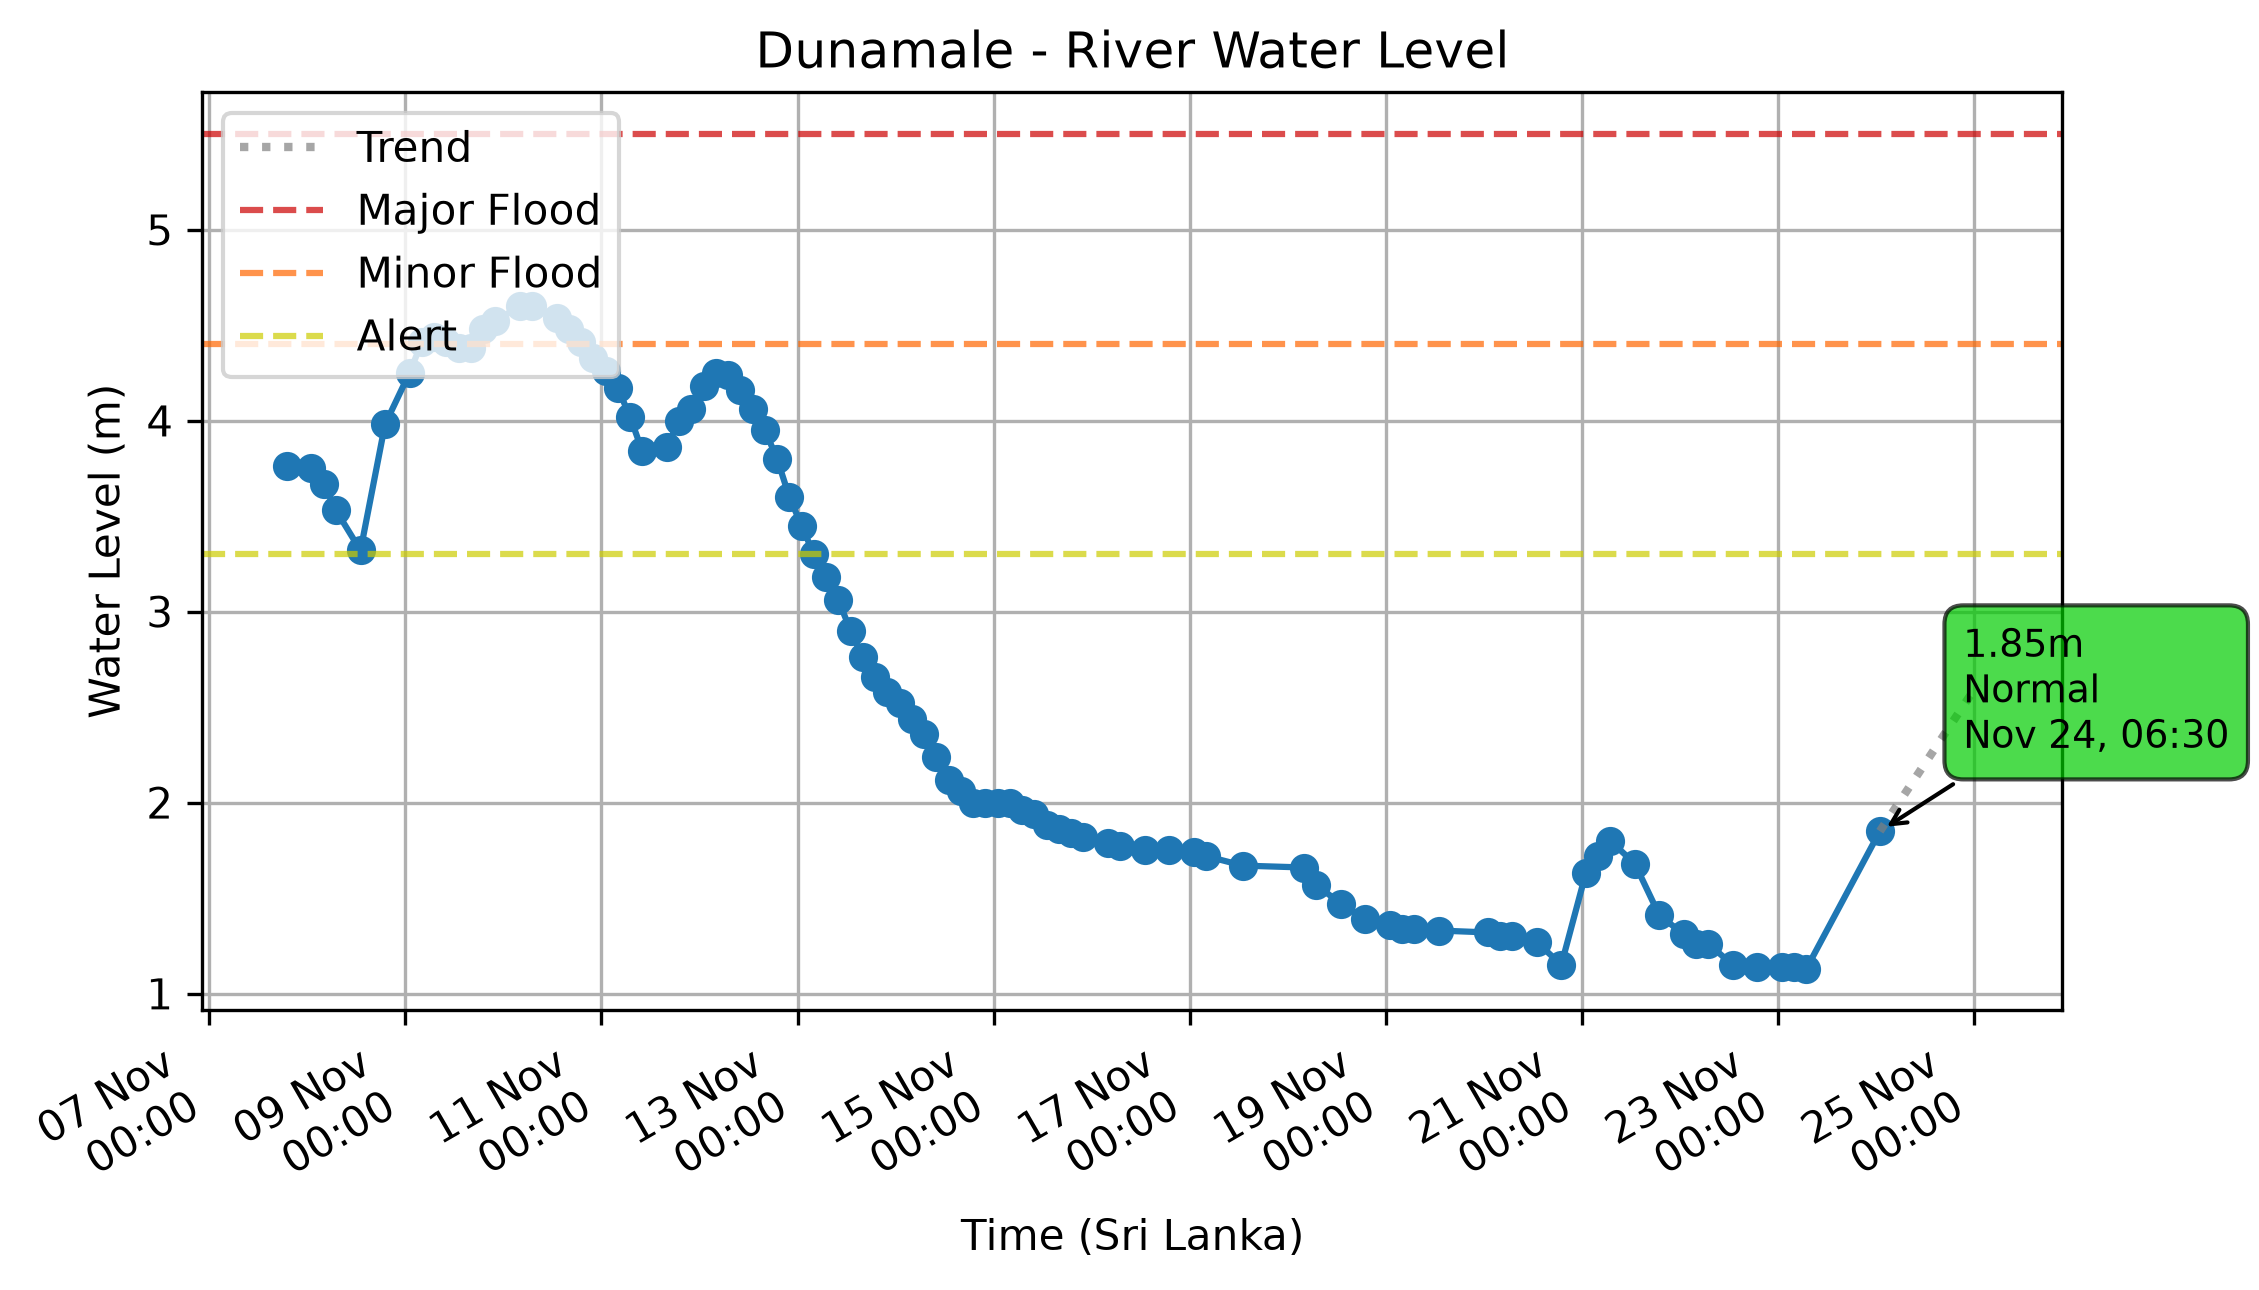 Dunamale - River Water Level
Trend
Major Flood
Minor Flood
Alert
Water Level (m)
5
4
3
2
1
1.85m
Normal
Nov 24, 06:30
07 Nov
00:00
09 Nov
00:00
11 Nov
00:00
13 Nov
00:00
15 Nov
00:00
17 Nov
00:00
19 Nov
00:00
21 Nov
00:00
23 Nov
00:00
25 Nov
00:00
Time (Sri Lanka)